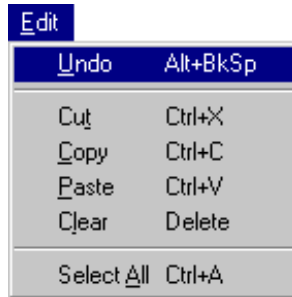 Edit
Undo Alt+BkSp
Cut Ctrl+X
Copy Ctrl+C
Paste Ctrl+V
Clear Delete
Select All Ctrl+A